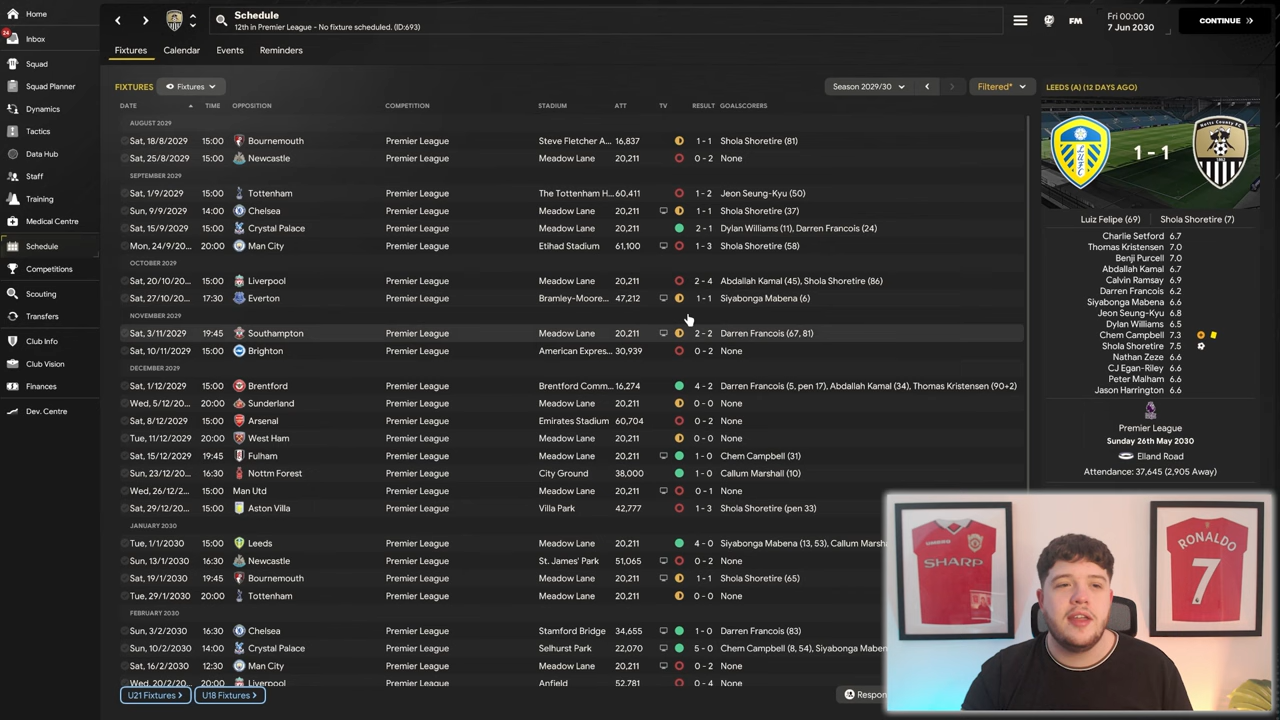 Home
Schedule
12th in Premier League - No fixture scheduled. (ID:693)
FM
Fri 00:00
7 Jun 2030
CONTINUE
24
Inbox
Squad
Squad Planner
Dynamics
Tactics
Data Hub
Staff
Training
Medical Centre
Schedule
Competitions
Scouting
Transfers
Club Info
Club Vision
Finances
Dev. Centre
Fixtures Calendar Events Reminders
FIXTURES Fixtures Season 2029/30 Filtered*
DATE TIME OPPOSITION COMPETITION STADIUM ATT TV RESULT GOALSCORERS
AUGUST 2029
Sat, 18/8/2029 15:00 Bournemouth Premier League Steve Fletcher A... 16,837 1 - 1 Shola Shoretire (81)
Sat, 25/8/2029 15:00 Newcastle Premier League Meadow Lane 20,211 0 - 2 None
SEPTEMBER 2029
Sat, 1/9/2029 15:00 Tottenham Premier League The Tottenham H... 60,411 1 - 2 Jeon Seung-Kyu (50)
Sun, 9/9/2029 14:00 Chelsea Premier League Meadow Lane 20,211 1 - 1 Shola Shoretire (37)
Sat, 15/9/2029 15:00 Crystal Palace Premier League Meadow Lane 20,211 2 - 1 Dylan Williams (11), Darren Francois (24)
Mon, 24/9/20... 20:00 Man City Premier League Etihad Stadium 61,100 1 - 3 Shola Shoretire (58)
OCTOBER 2029
Sat, 20/10/20... 15:00 Liverpool Premier League Meadow Lane 20,211 2 - 4 Abdallah Kamal (45), Shola Shoretire (86)
Sat, 27/10/20... 17:30 Everton Premier League Bramley-Moore... 47,212 1 - 1 Siyabonga Mabena (6)
NOVEMBER 2029
Sat, 3/11/2029 19:45 Southampton Premier League Meadow Lane 20,211 2 - 2 Darren Francois (67, 81)
Sat, 10/11/2029 15:00 Brighton Premier League American Expres... 30,939 0 - 2 None
DECEMBER 2029
Sat, 1/12/2029 15:00 Brentford Premier League Brentford Comm... 16,274 4 - 2 Darren Francois (5, pen 17), Abdallah Kamal (34), Thomas Kristensen (90+2)
Wed, 5/12/20... 20:00 Sunderland Premier League Meadow Lane 20,211 0 - 0 None
Sat, 8/12/2029 15:00 Arsenal Premier League Emirates Stadium 60,704 0 - 2 None
Tue, 11/12/2029 20:00 West Ham Premier League Meadow Lane 20,211 0 - 0 None
Sat, 15/12/2029 19:45 Fulham Premier League Meadow Lane 20,211 1 - 0 Chem Campbell (31)
Sun, 23/12/20... 16:30 Nottm Forest Premier League City Ground 38,000 1 - 0 Callum Marshall (10)
Wed, 26/12/2... 15:00 Man Utd Premier League Meadow Lane 20,211 0 - 1 None
Sat, 29/12/20... 15:00 Aston Villa Premier League Villa Park 42,777 1 - 3 Shola Shoretire (pen 33)
JANUARY 2030
Tue, 1/1/2030 15:00 Leeds Premier League Meadow Lane 20,211 4 - 0 Siyabonga Mabena (13, 53), Callum Marsha
Sun, 13/1/2030 16:30 Newcastle Premier League St. James' Park 51,065 0 - 2 None
Sat, 19/1/2030 19:45 Bournemouth Premier League Meadow Lane 20,211 1 - 1 Shola Shoretire (65)
Tue, 29/1/2030 20:00 Tottenham Premier League Meadow Lane 20,211 0 - 0 None
FEBRUARY 2030
Sun, 3/2/2030 16:30 Chelsea Premier League Stamford Bridge 34,655 1 - 0 Darren Francois (83)
Sun, 10/2/2030 14:00 Crystal Palace Premier League Selhurst Park 22,070 5 - 0 Chem Campbell (8, 54), Siyabonga Maben
Sat, 16/2/2030 12:30 Man City Premier League Meadow Lane 20,211 0 - 2 None
Wed, 20/2/20... 20:00 Liverpool Premier League Anfield 52,781 0 - 4 None
U21 Fixtures U18 Fixtures Respon
LEEDS (A) (12 DAYS AGO)
LUFC 1 - 1 Notts County FC
1862
Luiz Felipe (69) Shola Shoretire (7)
Charlie Setford 6.7
Thomas Kristensen 7.0
Benji Purcell 7.0
Abdallah Kamal 6.7
Calvin Ramsay 6.9
Darren Francois 6.2
Siyabonga Mabena 6.6
Jeon Seung-Kyu 6.8
Dylan Williams 6.5
Chem Campbell 7.3
Shola Shoretire 7.5
Nathan Zeze 6.6
CJ Egan-Riley 6.6
Peter Malham 6.6
Jason Harrington 6.6
Premier League
Sunday 26th May 2030
Elland Road
Attendance: 37,645 (2,905 Away)
SHARP
RONALDO
7